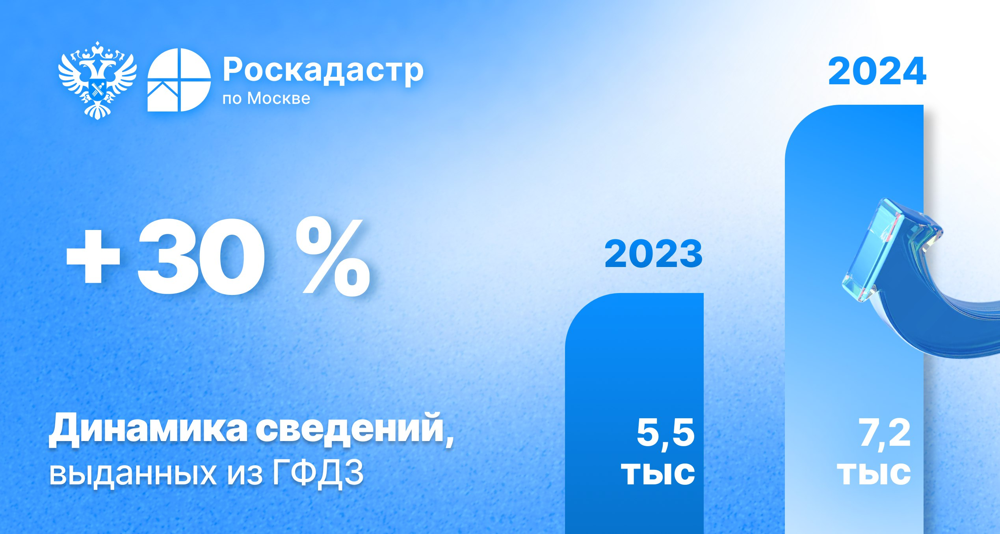 Роскадастр
по Москве
+30 %
Динамика сведений,
выданных из ГФДЗ
2023
5,5
тыс
2024
7,2
тыс